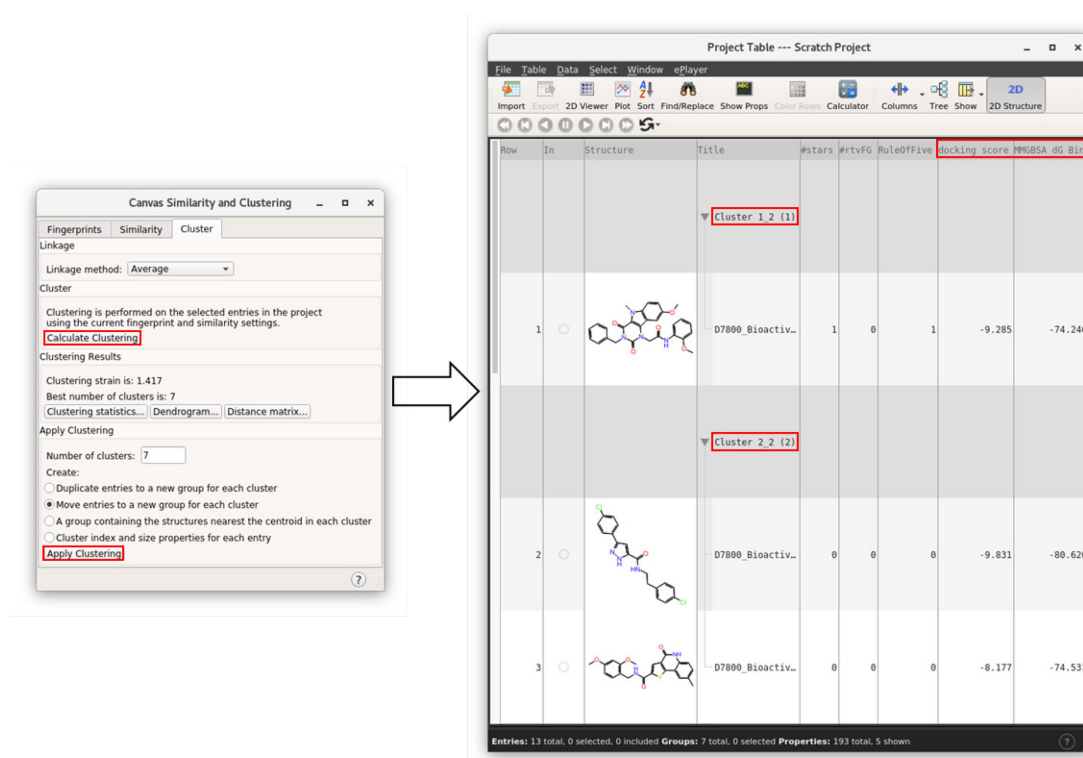 Canvas Similarity and Clustering
Fingerprints Similarity Cluster
Linkage
Linkage method: Average
Cluster
Clustering is performed on the selected entries in the project
using the current fingerprint and similarity settings.
Calculate Clustering
Clustering Results
Clustering strain is: 1.417
Best number of clusters is: 7
Clustering statistics... Dendrogram... Distance matrix...
Apply Clustering
Number of clusters: 7
Create:
Duplicate entries to a new group for each cluster
Move entries to a new group for each cluster
A group containing the structures nearest the centroid in each cluster
Cluster index and size properties for each entry
Apply Clustering
?
Project Table --- Scratch Project
File Table Data Select Window ePlayer
Import Export 2D Viewer Plot Sort Find/Replace Show Props Color Rows Calculator Columns Tree Show 2D Structure
Row In Structure Title #stars #rtvFG RuleOfFive docking score MMGBSA dG Bin
Cluster 1_2 (1)
1 D7800_Bioactiv... 1 0 1 -9.285 -74.240
Cluster 2_2 (2)
2 D7800_Bioactiv... 0 0 0 -9.831 -80.620
3 D7800_Bioactiv... 0 0 0 -8.177 -74.53
Entries: 13 total, 0 selected, 0 included Groups: 7 total, 0 selected Properties: 193 total, 5 shown
?